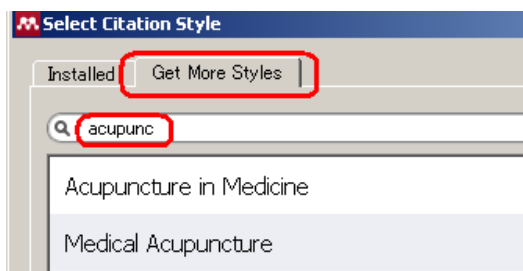 Select Citation Style
Installed Get More Styles
acupunc
Acupuncture in Medicine
Medical Acupuncture